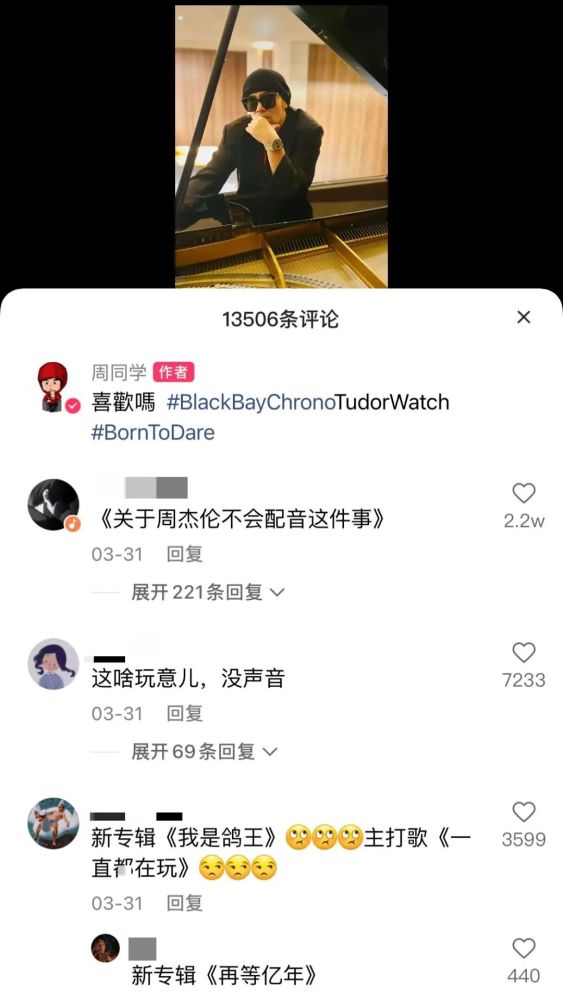 13506条评论
周同学 作者
喜歡嗎 #BlackBayChronoTudorWatch
#BornToDare
《关于周杰伦不会配音这件事》
2.2w
03-31 回复
展开221条回复
这啥玩意儿，没声音
7233
03-31 回复
展开69条回复
新专辑《我是鸽王》🙄🙄🙄主打歌《一
直都在玩》😒😒😒
3599
03-31 回复
新专辑《再等亿年》
440